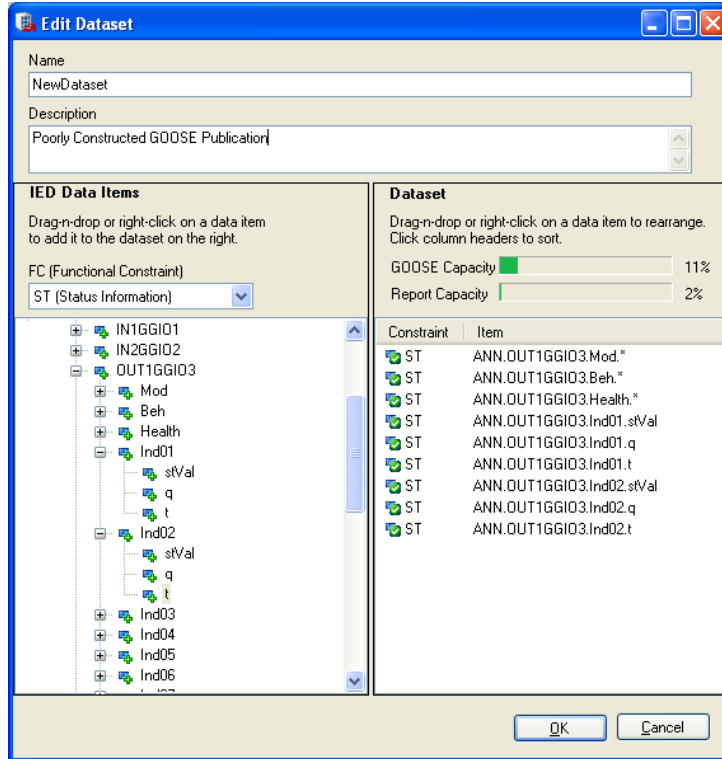 Edit Dataset
Name
NewDataset
Description
Poorly Constructed GOOSE Publication
IED Data Items
Drag-n-drop or right-click on a data item
to add it to the dataset on the right.
FC (Functional Constraint)
ST (Status Information)
IN1GGIO1
IN2GGIO2
OUT1GGIO3
Mod
Beh
Health
Ind01
stVal
q
t
Ind02
stVal
q
t
Ind03
Ind04
Ind05
Ind06
Dataset
Drag-n-drop or right-click on a data item to rearrange.
Click column headers to sort.
GOOSE Capacity 11%
Report Capacity 2%
Constraint Item
ST ANN.OUT1GGIO3.Mod.*
ST ANN.OUT1GGIO3.Beh.*
ST ANN.OUT1GGIO3.Health.*
ST ANN.OUT1GGIO3.Ind01.stVal
ST ANN.OUT1GGIO3.Ind01.q
ST ANN.OUT1GGIO3.Ind01.t
ST ANN.OUT1GGIO3.Ind02.stVal
ST ANN.OUT1GGIO3.Ind02.q
ST ANN.OUT1GGIO3.Ind02.t
OK Cancel